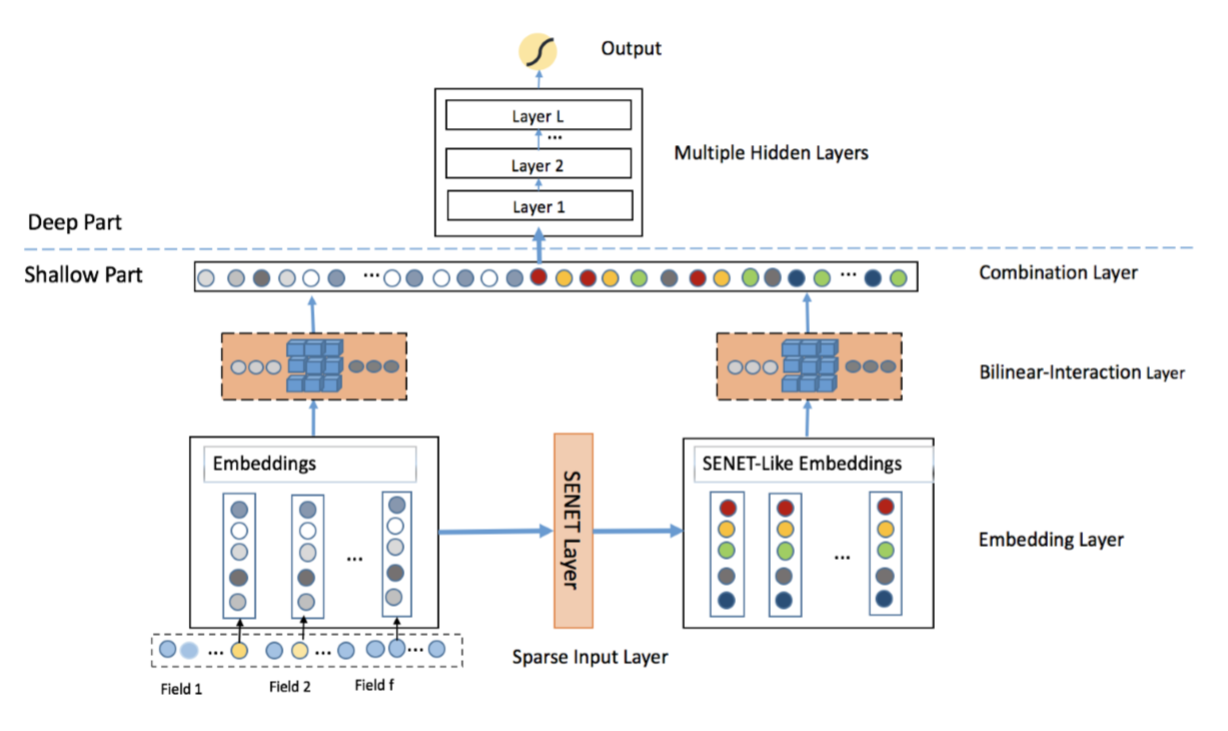 Output
Layer L
...
Multiple Hidden Layers
Layer 2
Layer 1
Deep Part
Shallow Part
...
...
Combination Layer
Bilinear-Interaction Layer
Embeddings
SENET Layer
SENET-Like Embeddings
...
...
Embedding Layer
... ... ...
Sparse Input Layer
Field 1
Field 2
Field f